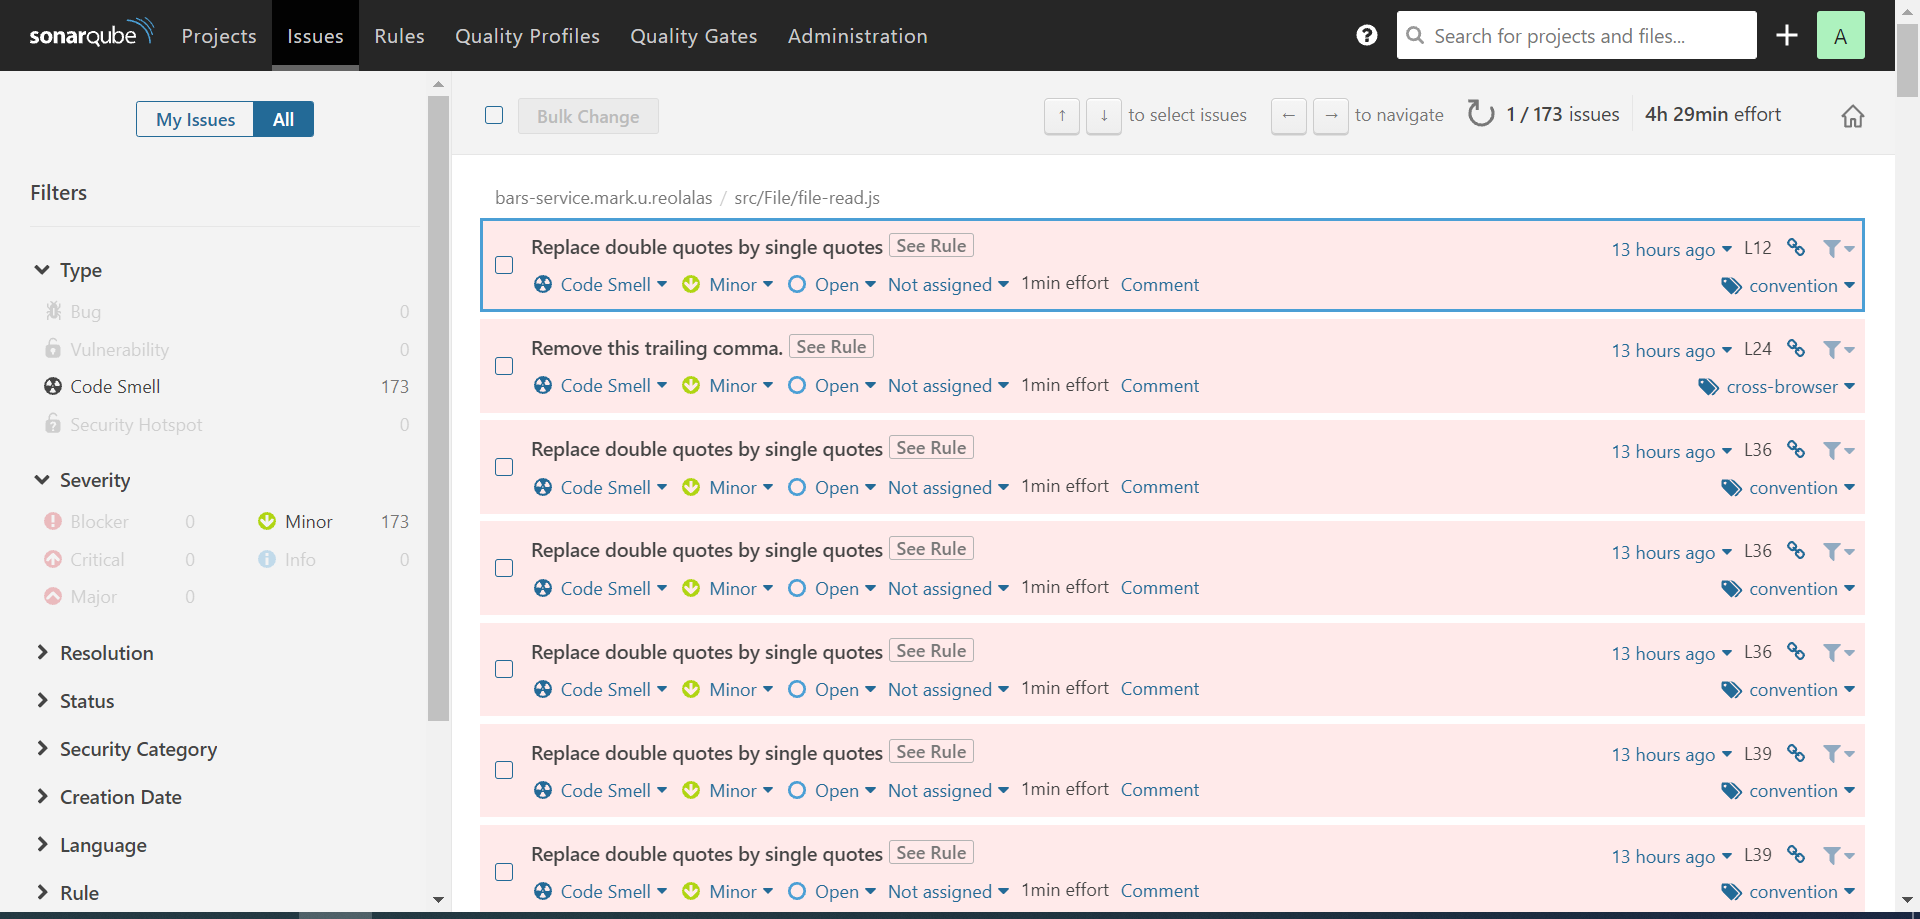 sonarqube Projects Issues Rules Quality Profiles Quality Gates Administration ? Search for projects and files... + A
My Issues All
Filters
Type
Bug 0
Vulnerability 0
Code Smell 173
Security Hotspot 0
Severity
Blocker 0 Minor 173
Critical 0 Info 0
Major 0
Resolution
Status
Security Category
Creation Date
Language
Rule
Bulk Change ↑ ↓ to select issues ← → to navigate 1 / 173 issues 4h 29min effort
bars-service.mark.u.reolalas / src/File/file-read.js
Replace double quotes by single quotes See Rule 13 hours ago L12
Code Smell Minor Open Not assigned 1min effort Comment convention
Remove this trailing comma. See Rule 13 hours ago L24
Code Smell Minor Open Not assigned 1min effort Comment cross-browser
Replace double quotes by single quotes See Rule 13 hours ago L36
Code Smell Minor Open Not assigned 1min effort Comment convention
Replace double quotes by single quotes See Rule 13 hours ago L36
Code Smell Minor Open Not assigned 1min effort Comment convention
Replace double quotes by single quotes See Rule 13 hours ago L36
Code Smell Minor Open Not assigned 1min effort Comment convention
Replace double quotes by single quotes See Rule 13 hours ago L39
Code Smell Minor Open Not assigned 1min effort Comment convention
Replace double quotes by single quotes See Rule 13 hours ago L39
Code Smell Minor Open Not assigned 1min effort Comment convention